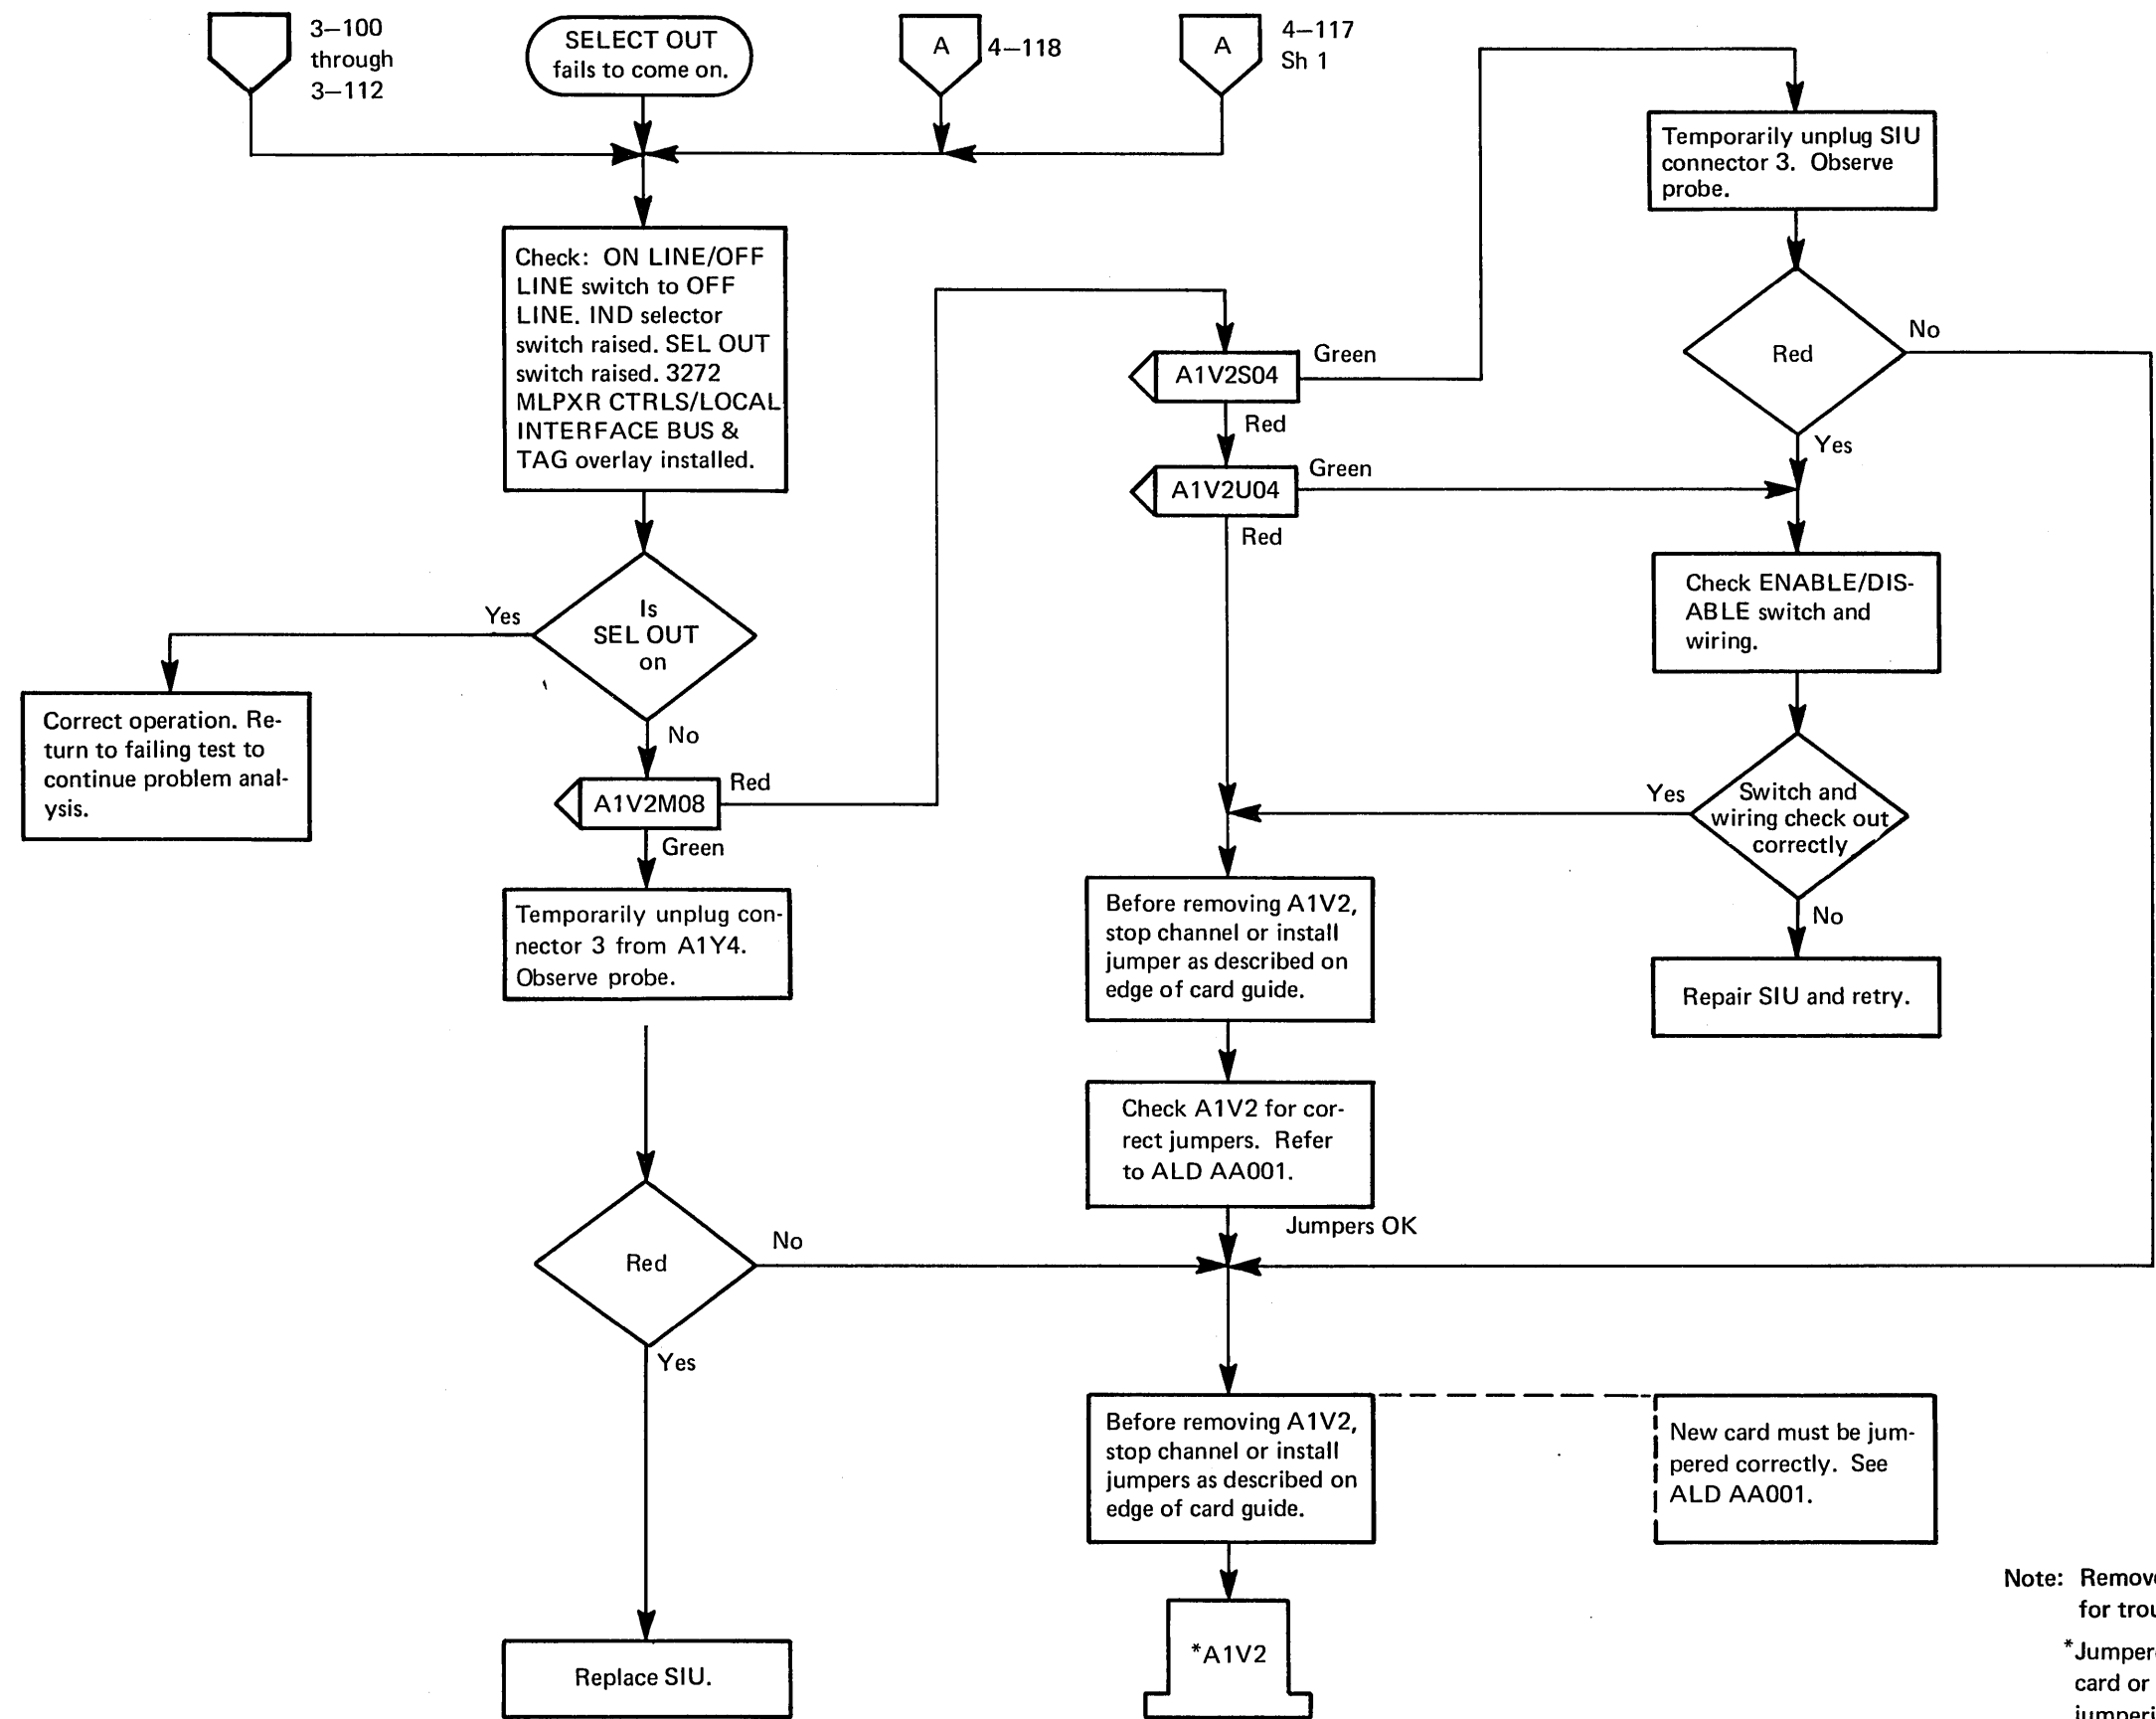 3–100
through
3–112
SELECT OUT
fails to come on.
A
4–118
A
4–117
Sh 1
Temporarily unplug SIU
connector 3. Observe
probe.
Check: ON LINE/OFF
LINE switch to OFF
LINE. IND selector
switch raised. SEL OUT
switch raised. 3272
MLPXR CTRLS/LOCAL
INTERFACE BUS &
TAG overlay installed.
Red
No
Yes
A1V2S04
Green
Red
A1V2U04
Green
Red
Check ENABLE/DIS-
ABLE switch and
wiring.
Is
SEL OUT
on
Yes
No
Correct operation. Re-
turn to failing test to
continue problem anal-
ysis.
A1V2M08
Red
Green
Switch and
wiring check out
correctly
Yes
No
Temporarily unplug con-
nector 3 from A1Y4.
Observe probe.
Before removing A1V2,
stop channel or install
jumper as described on
edge of card guide.
Repair SIU and retry.
Check A1V2 for cor-
rect jumpers. Refer
to ALD AA001.
Jumpers OK
Red
No
Yes
Before removing A1V2,
stop channel or install
jumpers as described on
edge of card guide.
New card must be jum-
pered correctly. See
ALD AA001.
Replace SIU.
*A1V2
Note: Remov
for trou
*Jumper
card or
jumperi